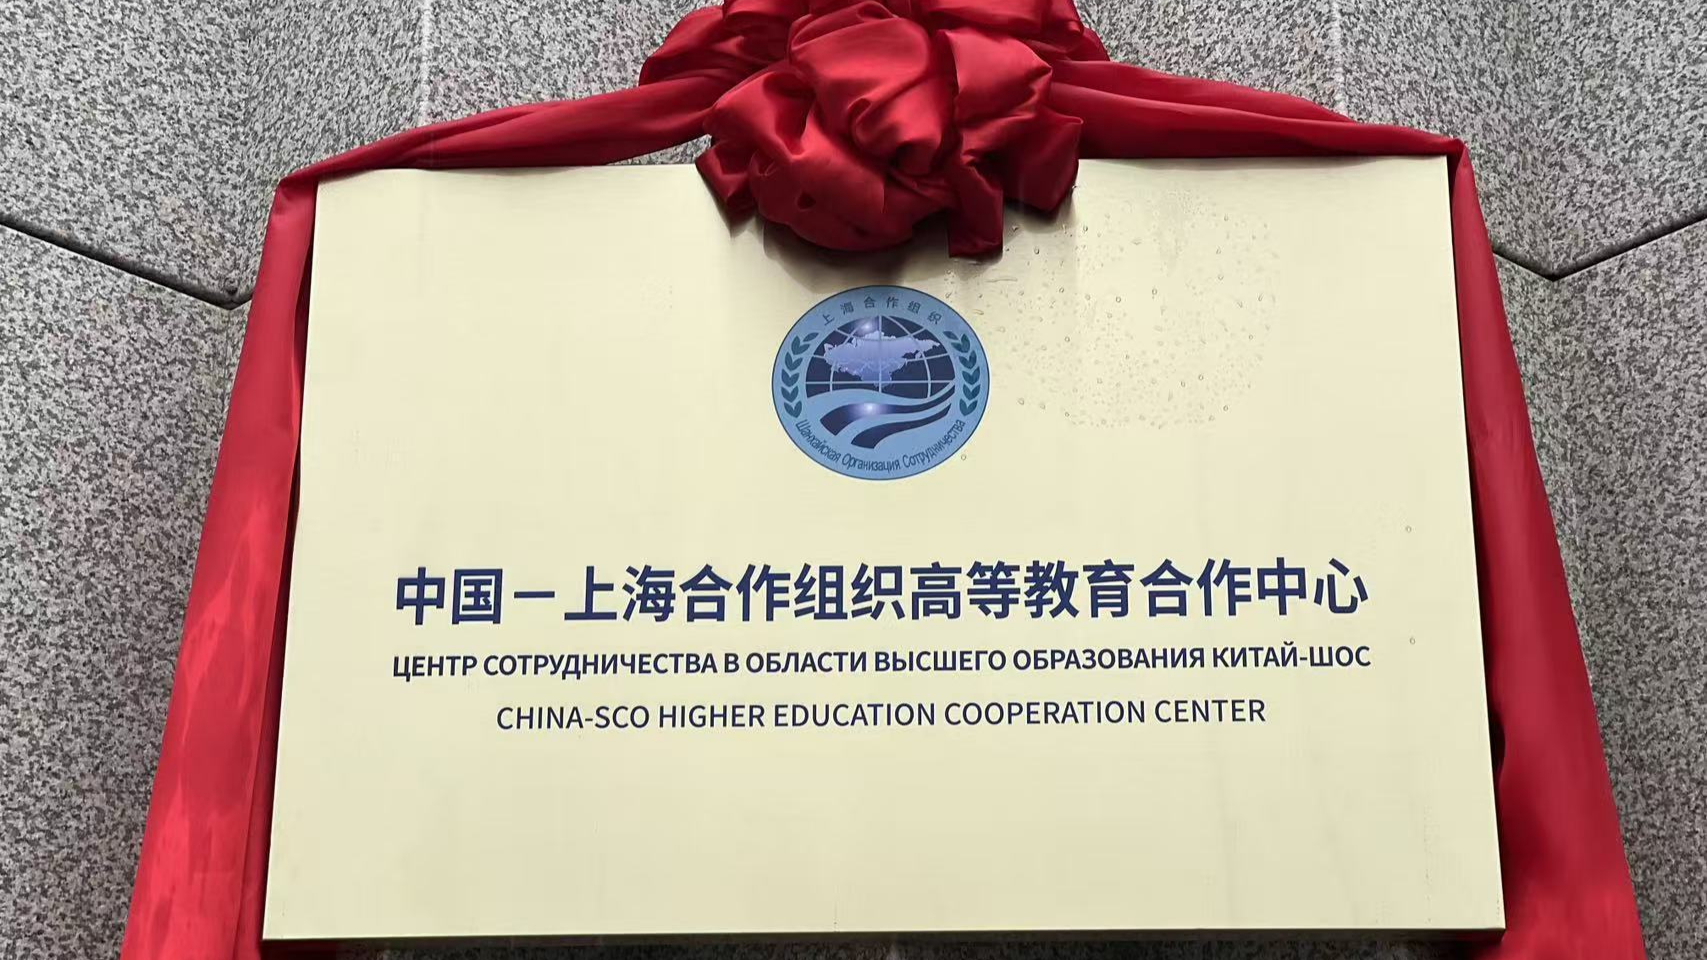 上海合作组织
Шанхайская Организация Сотрудничества
中国－上海合作组织高等教育合作中心
ЦЕНТР СОТРУДНИЧЕСТВА В ОБЛАСТИ ВЫСШЕГО ОБРАЗОВАНИЯ КИТАЙ-ШОС
CHINA-SCO HIGHER EDUCATION COOPERATION CENTER